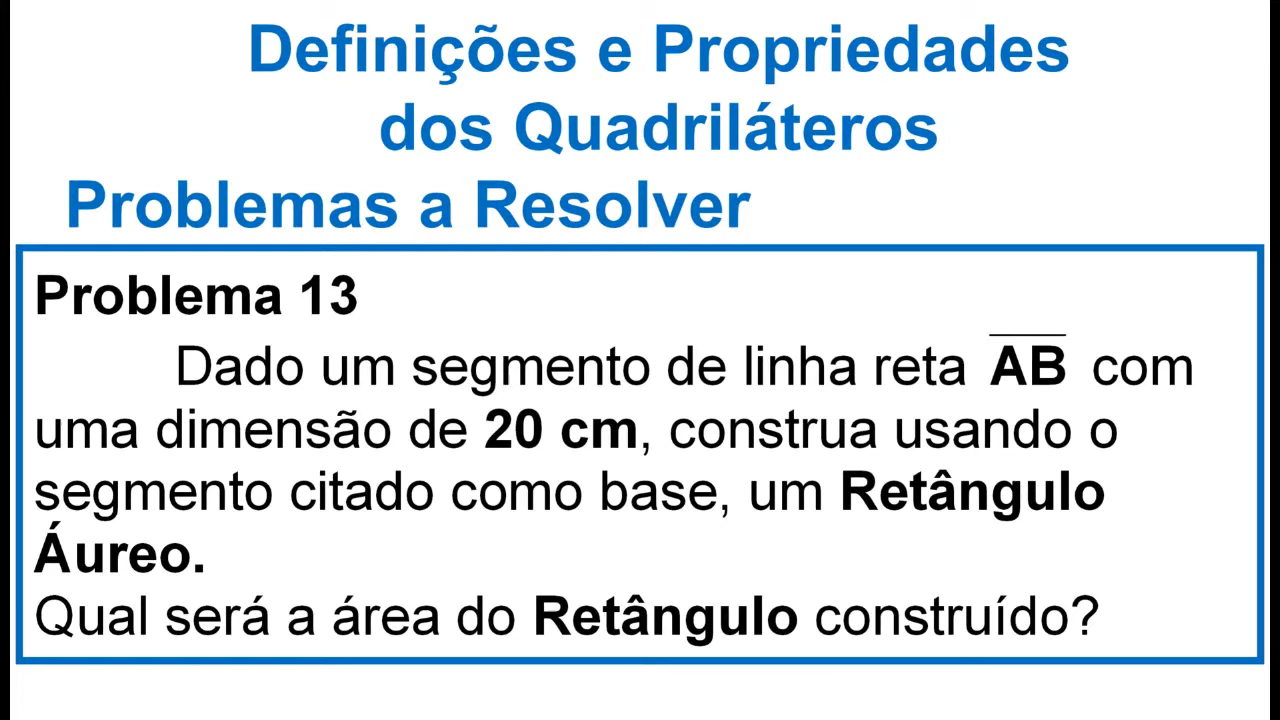 Definições e Propriedades
dos Quadriláteros
Problemas a Resolver
Problema 13
Dado um segmento de linha reta AB com
uma dimensão de 20 cm, construa usando o
segmento citado como base, um Retângulo
Áureo.
Qual será a área do Retângulo construído?